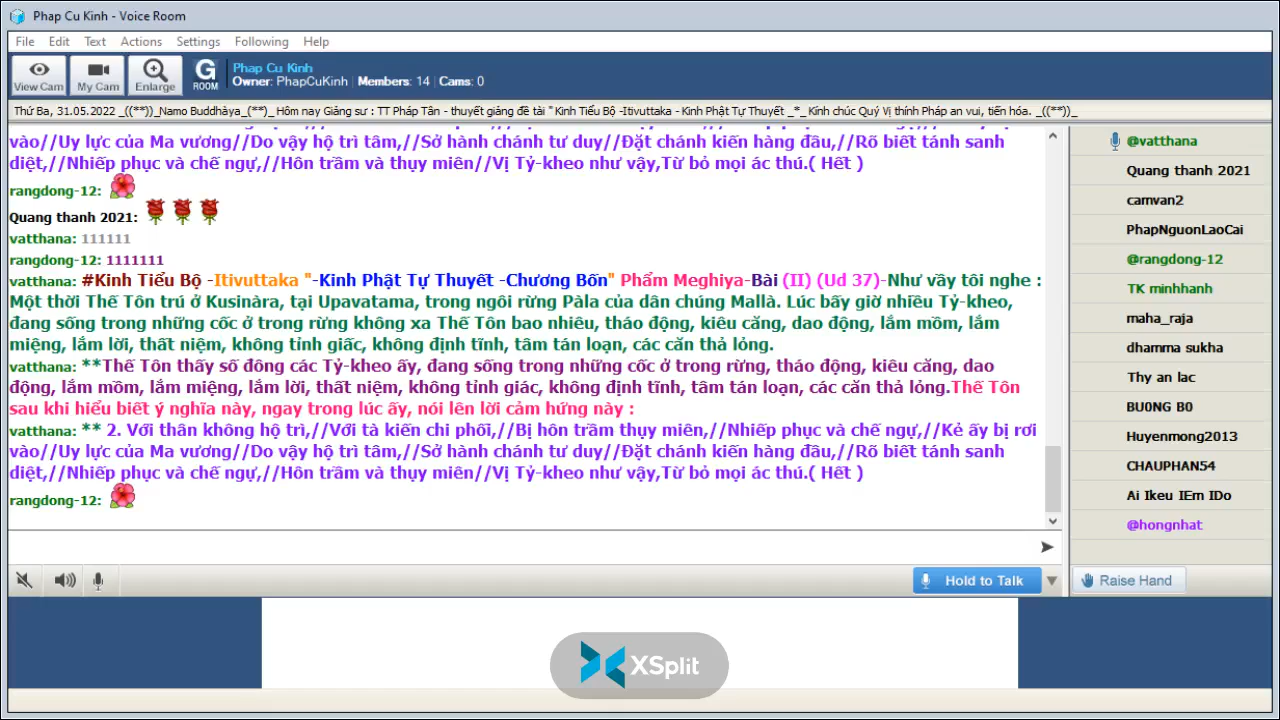 Phap Cu Kinh - Voice Room
File Edit Text Actions Settings Following Help
View Cam My Cam Enlarge G ROOM
Phap Cu Kinh
Owner: PhapCuKinh | Members: 14 | Cams: 0
Thứ Ba, 31.05.2022 _((**))_Namo Buddhàya_(**)_ Hôm nay Giảng sư : TT Pháp Tân - thuyết giảng đề tài " Kinh Tiểu Bộ -Itivuttaka - Kinh Phật Tự Thuyết _*_ Kính chúc Quý Vị thính Pháp an vui, tiến hóa. _((**))_
vào//Uy lực của Ma vương//Do vậy hộ trì tâm,//Sở hành chánh tư duy//Đặt chánh kiến hàng đầu,//Rõ biết tánh sanh
diệt,//Nhiếp phục và chế ngự,//Hôn trầm và thụy miên//Vị Tỷ-kheo như vậy,Từ bỏ mọi ác thú.( Hết )
rangdong-12:
Quang thanh 2021:
vatthana: 111111
rangdong-12: 1111111
vatthana: #Kinh Tiểu Bộ -Itivuttaka "-Kinh Phật Tự Thuyết -Chương Bốn" Phẩm Meghiya-Bài (II) (Ud 37)-Như vầy tôi nghe :
Một thời Thế Tôn trú ở Kusinàra, tại Upavatama, trong ngôi rừng Pàla của dân chúng Mallà. Lúc bấy giờ nhiều Tỷ-kheo,
đang sống trong những cốc ở trong rừng không xa Thế Tôn bao nhiêu, tháo động, kiêu căng, dao động, lắm mồm, lắm
miệng, lắm lời, thất niệm, không tỉnh giấc, không định tĩnh, tâm tán loạn, các căn thả lỏng.
vatthana: **Thế Tôn thấy số đông các Tỷ-kheo ấy, đang sống trong những cốc ở trong rừng, tháo động, kiêu căng, dao
động, lắm mồm, lắm miệng, lắm lời, thất niệm, không tỉnh giác, không định tĩnh, tâm tán loạn, các căn thả lỏng.Thế Tôn
sau khi hiểu biết ý nghĩa này, ngay trong lúc ấy, nói lên lời cảm hứng này :
vatthana: ** 2. Với thân không hộ trì,//Với tà kiến chi phối,//Bị hôn trầm thụy miên,//Nhiếp phục và chế ngự,//Kẻ ấy bị rơi
vào//Uy lực của Ma vương//Do vậy hộ trì tâm,//Sở hành chánh tư duy//Đặt chánh kiến hàng đầu,//Rõ biết tánh sanh
diệt,//Nhiếp phục và chế ngự,//Hôn trầm và thụy miên//Vị Tỷ-kheo như vậy,Từ bỏ mọi ác thú.( Hết )
rangdong-12:
@vatthana
Quang thanh 2021
camvan2
PhapNguonLaoCai
@rangdong-12
TK minhhanh
maha_raja
dhamma sukha
Thy an lac
BU0NG B0
Huyenmong2013
CHAUPHAN54
Ai Ikeu IEm IDo
@hongnhat
Hold to Talk
Raise Hand
XSplit